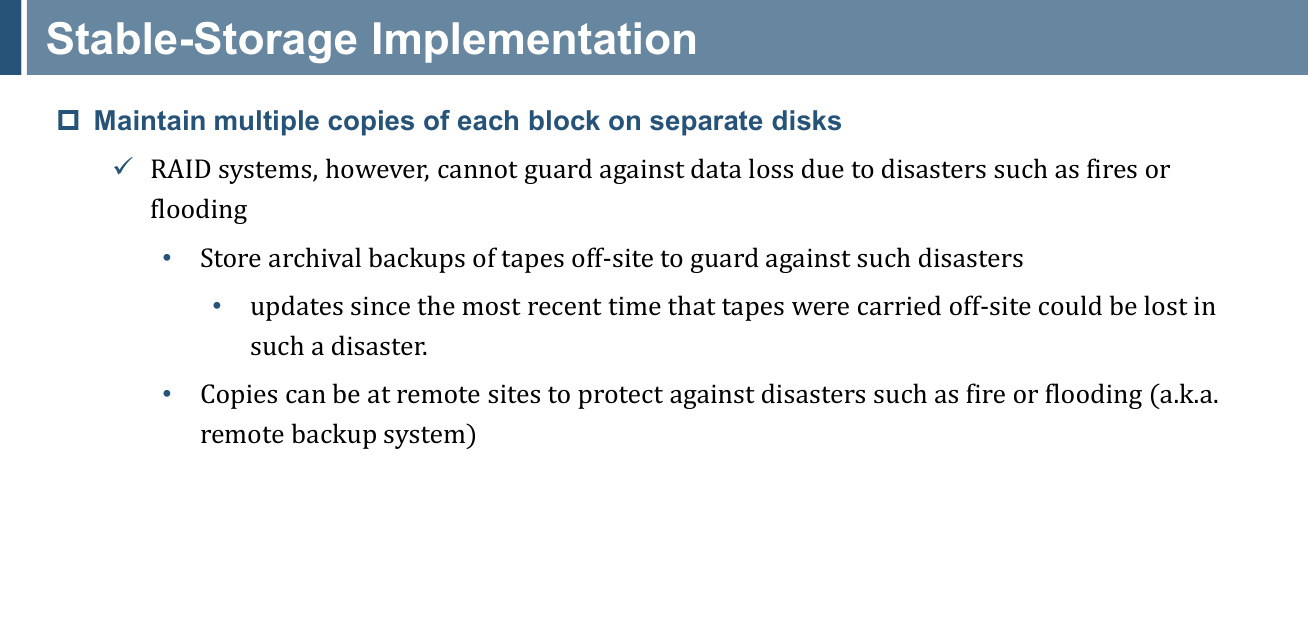 Stable-Storage Implementation
Maintain multiple copies of each block on separate disks
✓ RAID systems, however, cannot guard against data loss due to disasters such as fires or
flooding
• Store archival backups of tapes off-site to guard against such disasters
• updates since the most recent time that tapes were carried off-site could be lost in
such a disaster.
• Copies can be at remote sites to protect against disasters such as fire or flooding (a.k.a.
remote backup system)